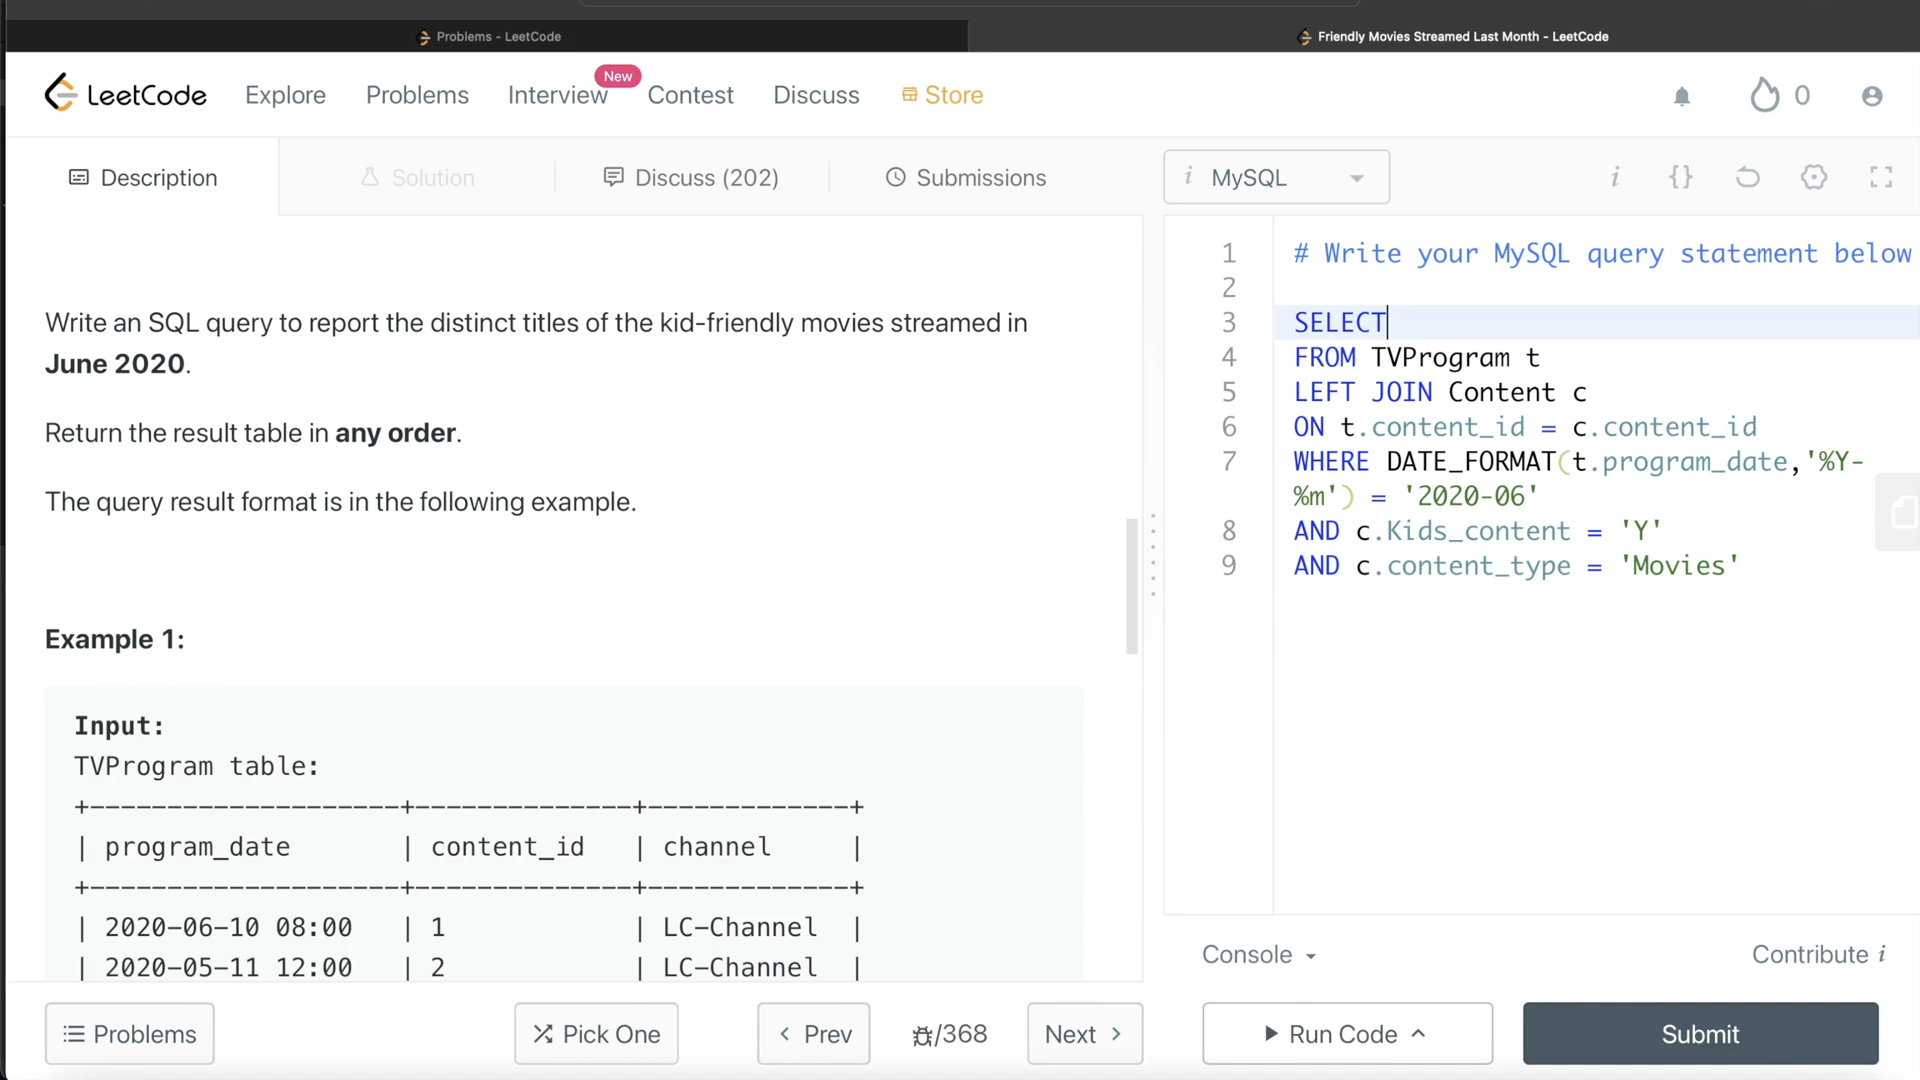 Problems - LeetCode
Friendly Movies Streamed Last Month - LeetCode
LeetCode Explore Problems Interview New Contest Discuss Store 0
Description Solution Discuss (202) Submissions
Write an SQL query to report the distinct titles of the kid-friendly movies streamed in
June 2020.
Return the result table in any order.
The query result format is in the following example.
Example 1:
Input:
TVProgram table:
+--------------------+--------------+-------------+
| program_date | content_id | channel |
+--------------------+--------------+-------------+
| 2020-06-10 08:00 | 1 | LC-Channel |
| 2020-05-11 12:00 | 2 | LC-Channel |
Problems Pick One < Prev /368 Next >
i MySQL i {}
1 # Write your MySQL query statement below
2
3 SELECT
4 FROM TVProgram t
5 LEFT JOIN Content c
6 ON t.content_id = c.content_id
7 WHERE DATE_FORMAT(t.program_date,'%Y-
%m') = '2020-06'
8 AND c.Kids_content = 'Y'
9 AND c.content_type = 'Movies'
Console Contribute i
Run Code Submit